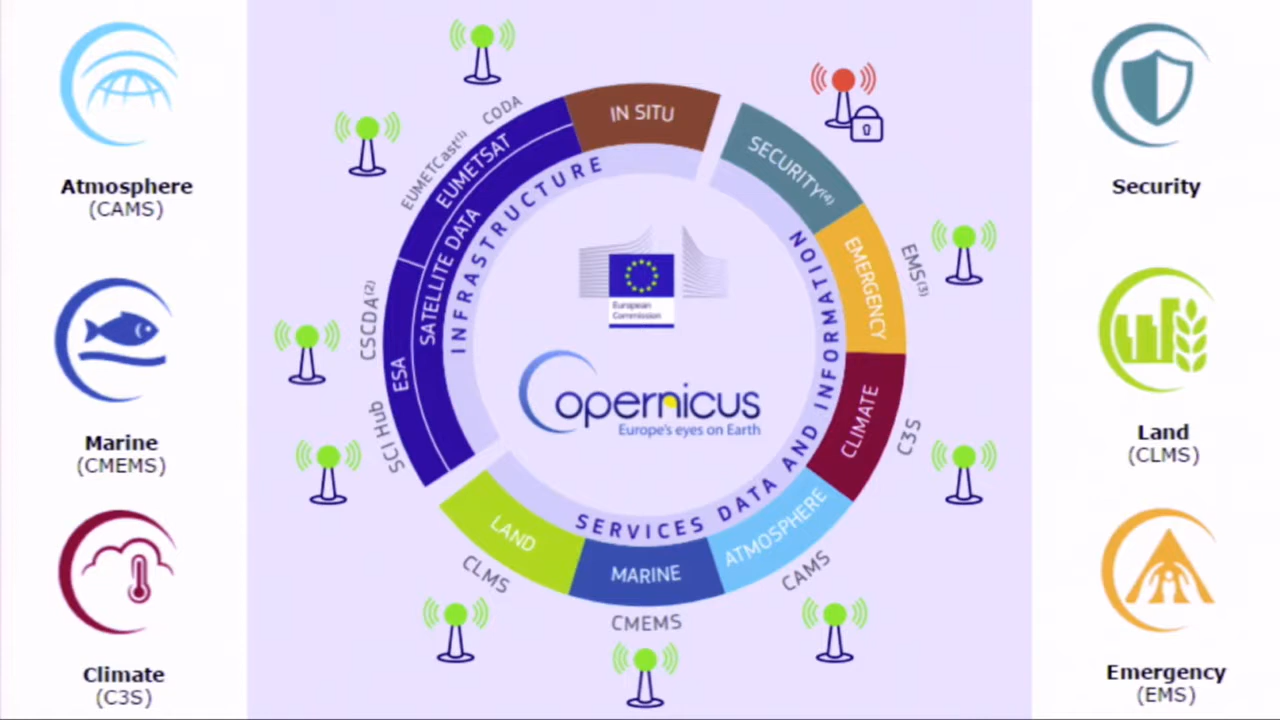 Atmosphere
(CAMS)
Marine
(CMEMS)
Climate
(C3S)
CODA
EUMETCast(1)
EUMETSAT
SATELLITE DATA
ESA
CSCDA(2)
SCI Hub
INFRASTRUCTURE
IN SITU
SECURITY(4)
EMERGENCY
EMS(3)
CLIMATE
C3S
ATMOSPHERE
CAMS
MARINE
CMEMS
LAND
CLMS
SERVICES DATA AND INFORMATION
European
Commission
Copernicus
Europe's eyes on Earth
Security
Land
(CLMS)
Emergency
(EMS)